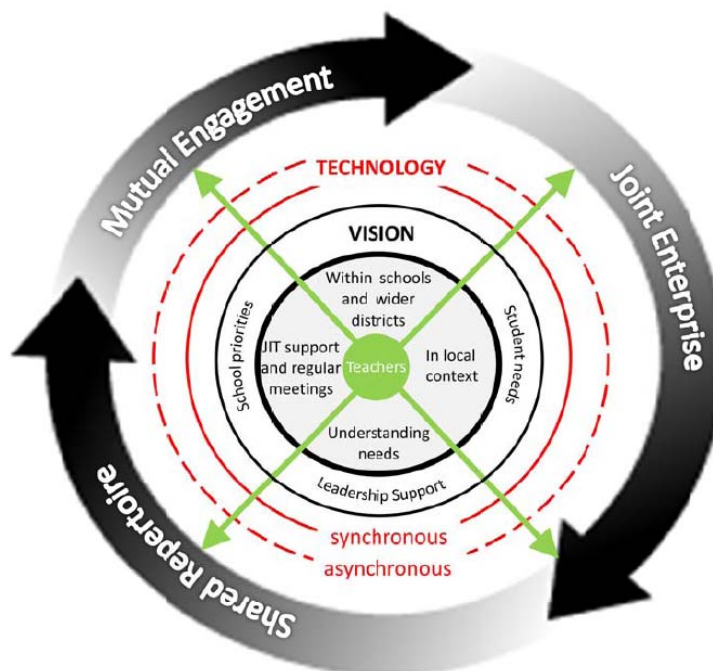 Mutual Engagement
Joint Enterprise
TECHNOLOGY
VISION
Within schools
and wider
districts
School priorities
Student needs
JIT support
and regular
meetings
Teachers
In local
context
Understanding
needs
Leadership Support
synchronous
asynchronous
Shared Repertoire